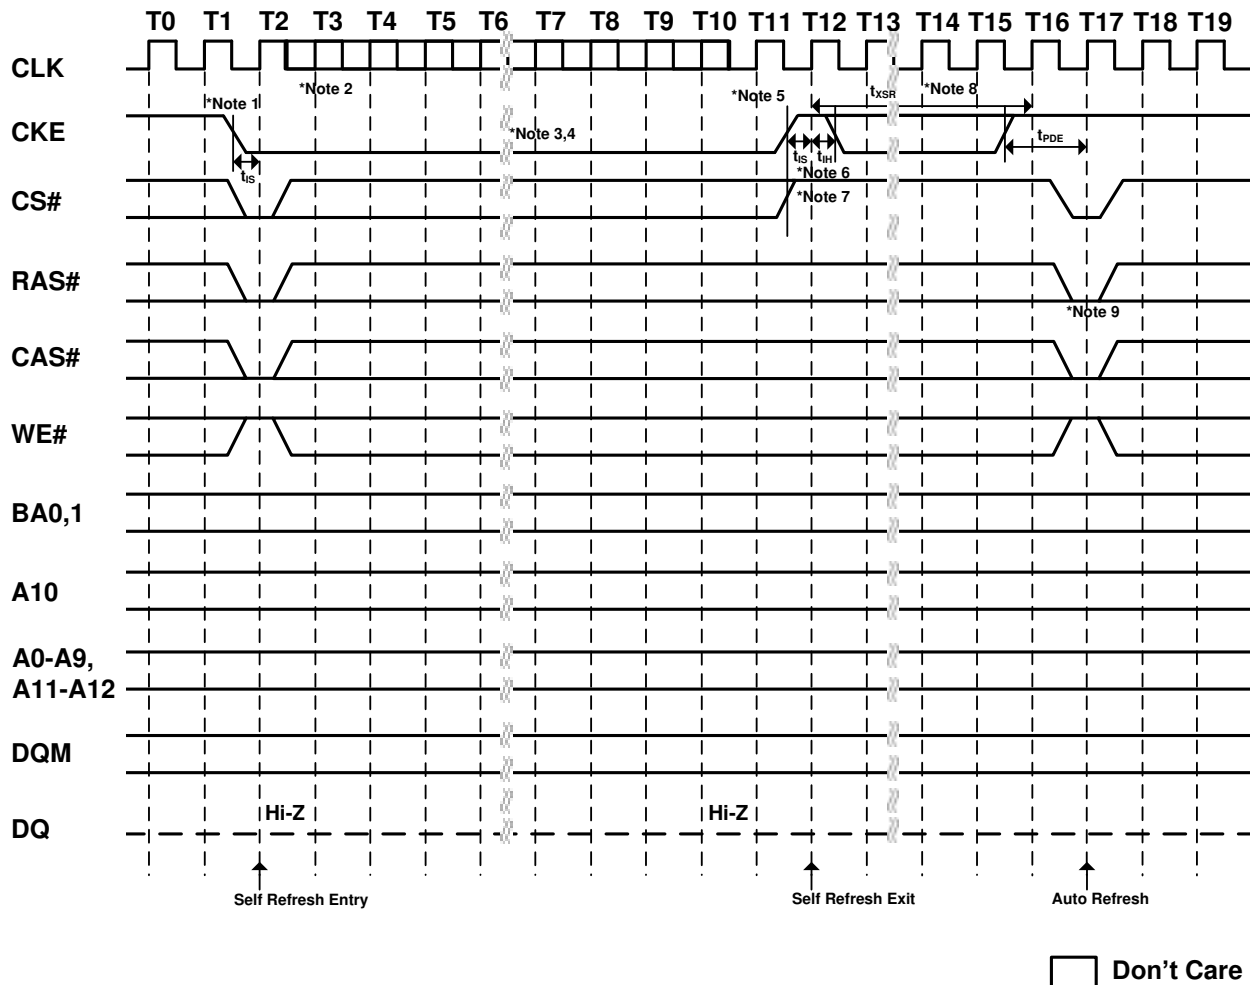 T0 T1 T2 T3 T4 T5 T6 T7 T8 T9 T10 T11 T12 T13 T14 T15 T16 T17 T18 T19
CLK
*Note 2 *Note 5 tXSR *Note 8
*Note 1
CKE *Note 3,4 tPDE
tIS tIS tIH
*Note 6
CS# *Note 7
RAS#
*Note 9
CAS#
WE#
BA0,1
A10
A0-A9,
A11-A12
DQM
Hi-Z Hi-Z
DQ
Self Refresh Entry Self Refresh Exit Auto Refresh
Don't Care